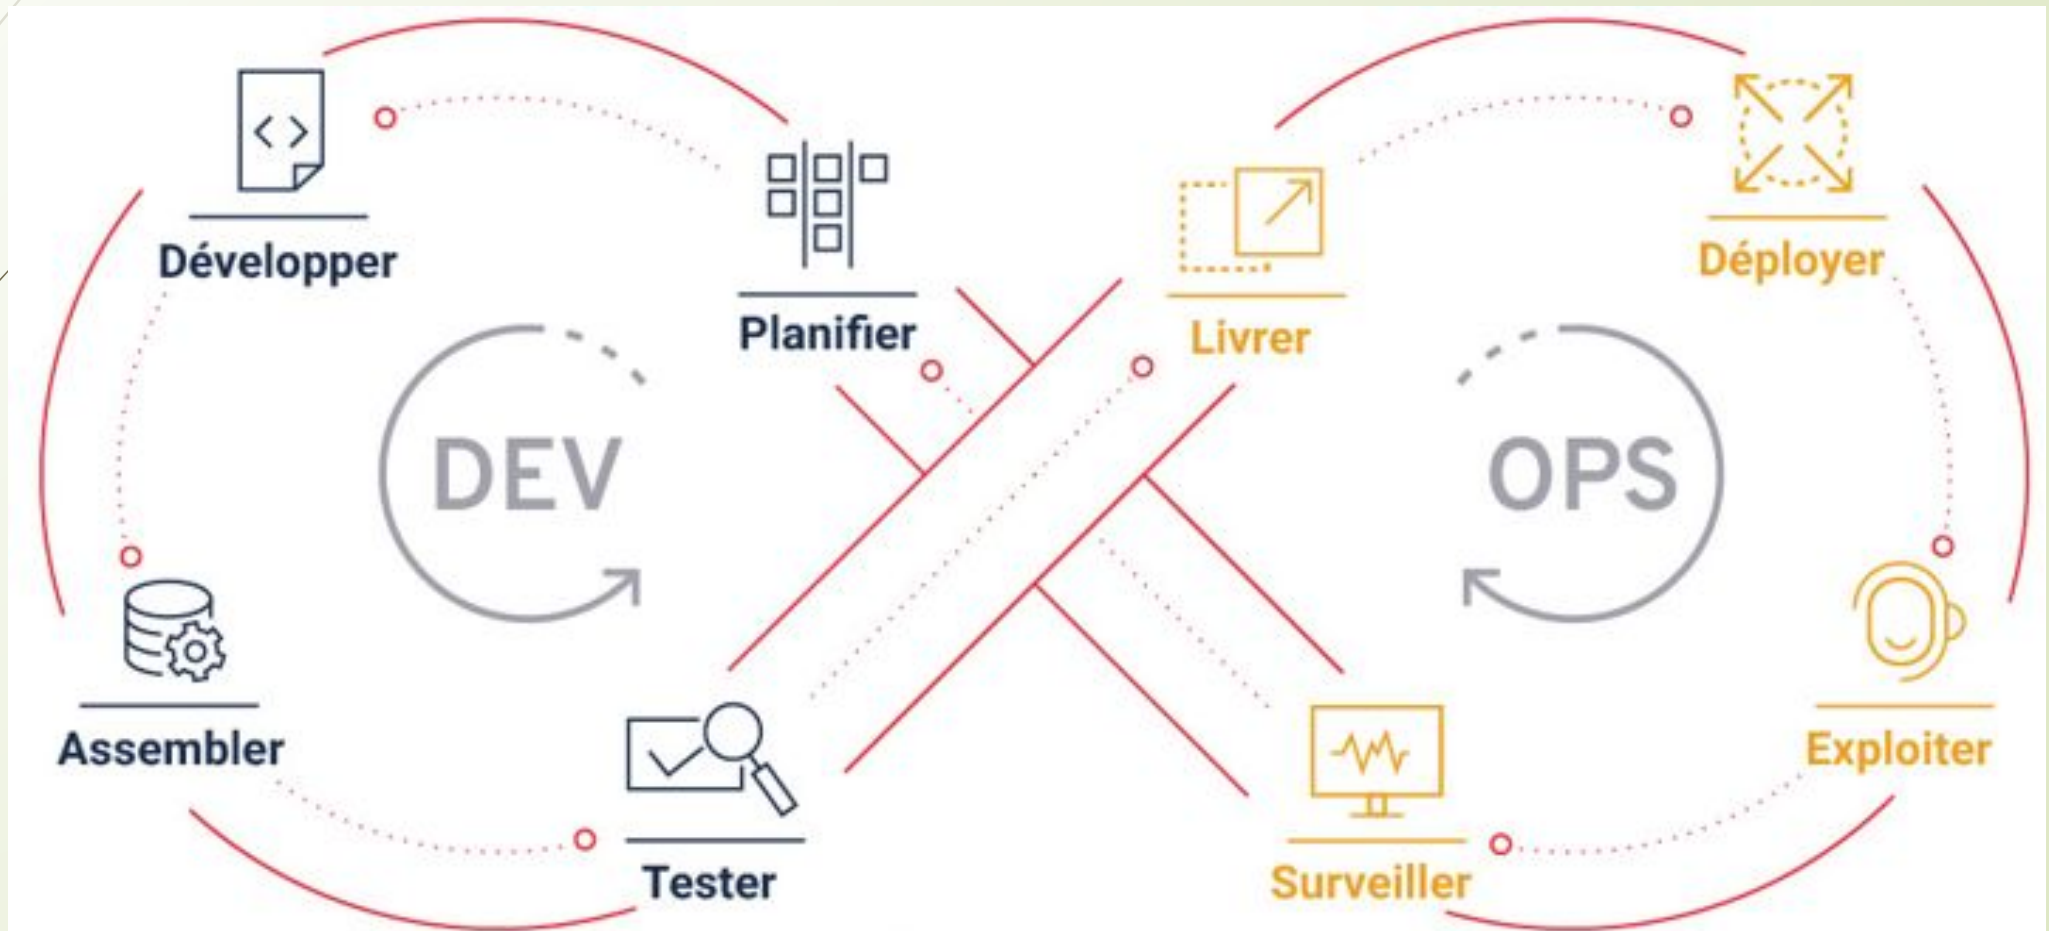 Développer
Planifier
Livrer
Déployer
DEV
OPS
Assembler
Tester
Surveiller
Exploiter